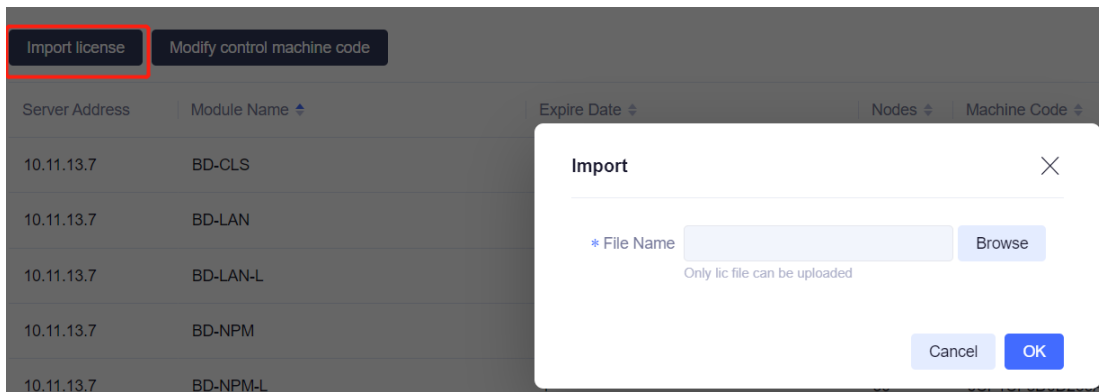 Import license Modify control machine code
Server Address Module Name Expire Date Nodes Machine Code
10.11.13.7 BD-CLS
Import
10.11.13.7 BD-LAN
* File Name Browse
Only lic file can be uploaded
10.11.13.7 BD-LAN-L
10.11.13.7 BD-NPM
Cancel OK
10.11.13.7 BD-NPM-L